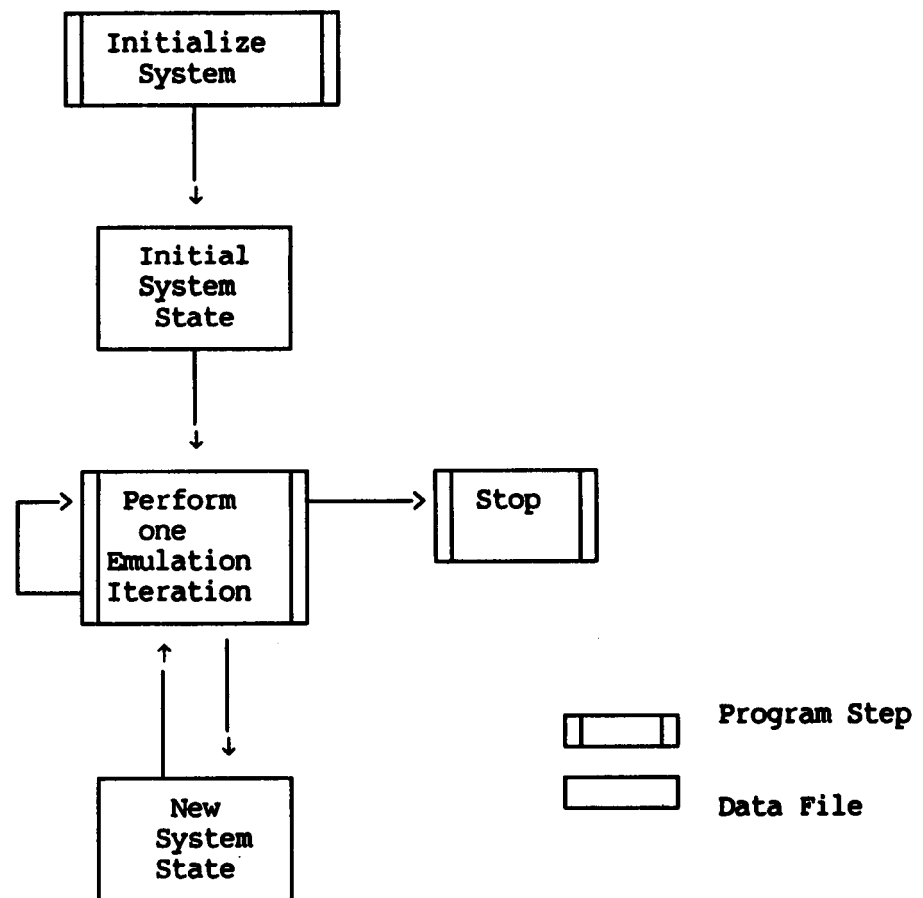 Initialize
System
Initial
System
State
Perform
one
Emulation
Iteration
Stop
New
System
State
Program Step
Data File